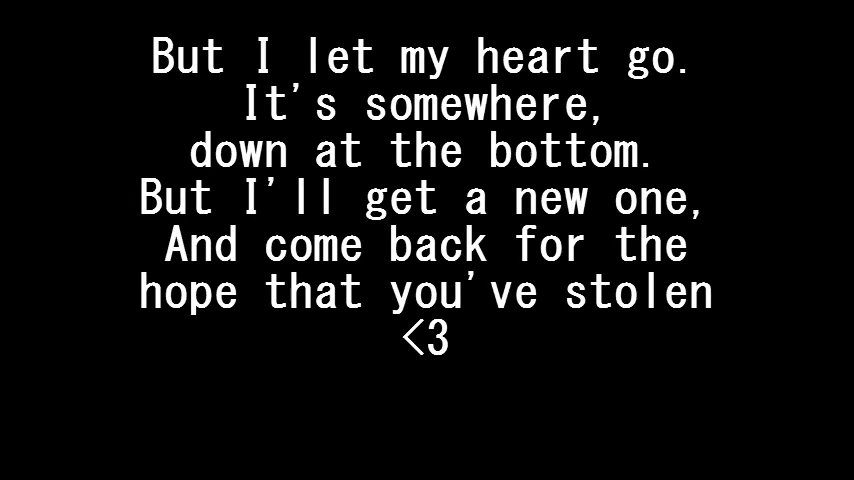 But I let my heart go.
It's somewhere,
down at the bottom.
But I'll get a new one,
And come back for the
hope that you've stolen
<3